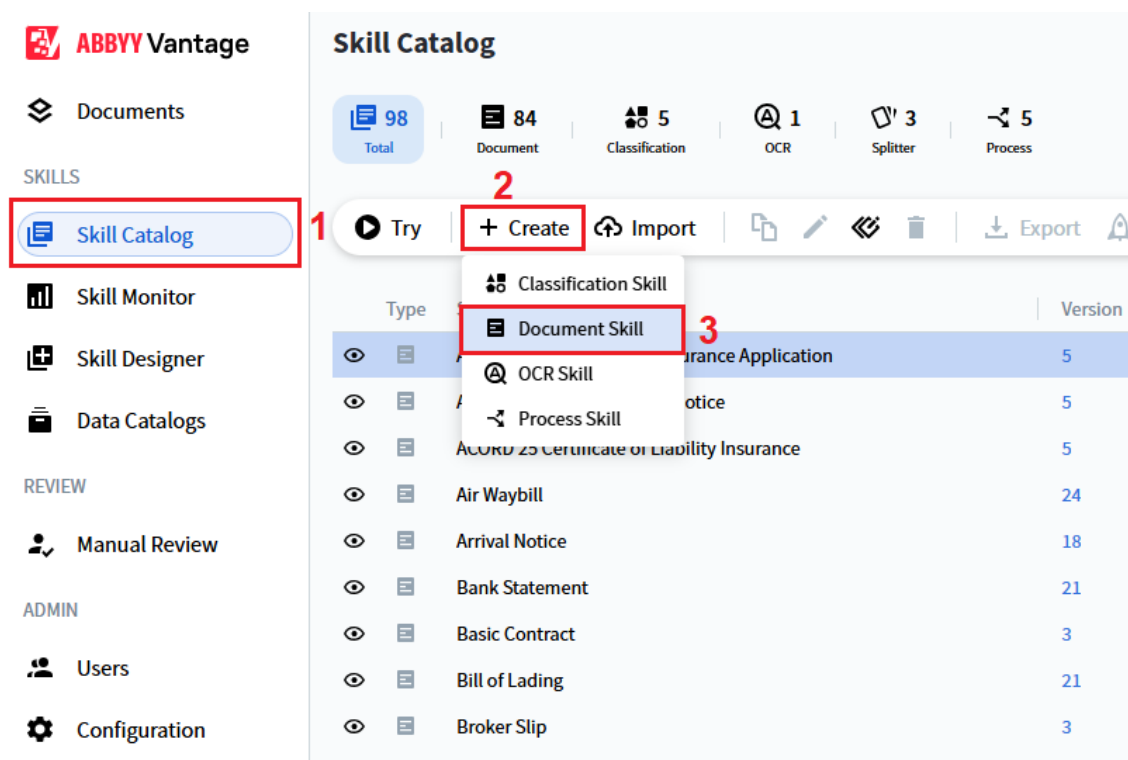 ABBYY Vantage
Documents
SKILLS
Skill Catalog
Skill Monitor
Skill Designer
Data Catalogs
REVIEW
Manual Review
ADMIN
Users
Configuration
Skill Catalog
98 Total
84 Document
5 Classification
1 OCR
3 Splitter
5 Process
1
2
Try + Create Import Export
Classification Skill
Document Skill
3
OCR Skill
Process Skill
Type Version
Application 5
5
ACORD 25 Certificate of Liability Insurance 5
Air Waybill 24
Arrival Notice 18
Bank Statement 21
Basic Contract 3
Bill of Lading 21
Broker Slip 3